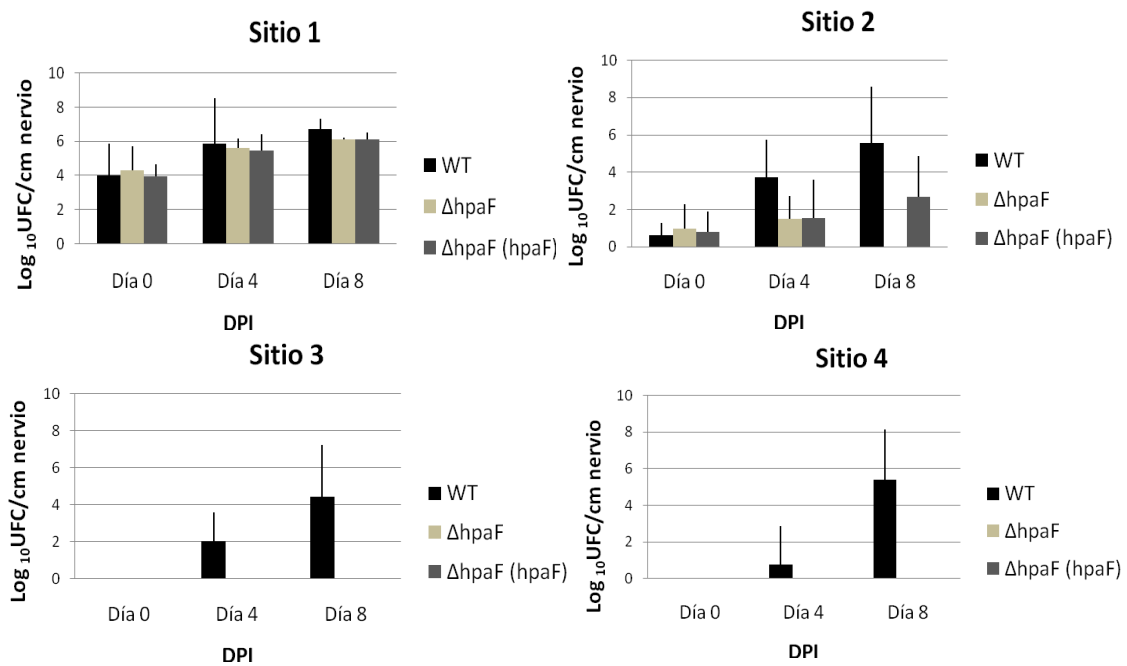 Sitio 1
Log 10UFC/cm nervio
10
8
6
4
2
0
Día 0
Día 4
Día 8
DPI
WT
ΔhpaF
ΔhpaF (hpaF)
Sitio 2
Log 10UFC/cm nervio
10
8
6
4
2
0
Día 0
Día 4
Día 8
DPI
WT
ΔhpaF
ΔhpaF (hpaF)
Sitio 3
Log 10UFC/cm nervio
10
8
6
4
2
0
Día 0
Día 4
Día 8
DPI
WT
ΔhpaF
ΔhpaF (hpaF)
Sitio 4
Log 10UFC/cm nervio
10
8
6
4
2
0
Día 0
Día 4
Día 8
DPI
WT
ΔhpaF
ΔhpaF (hpaF)